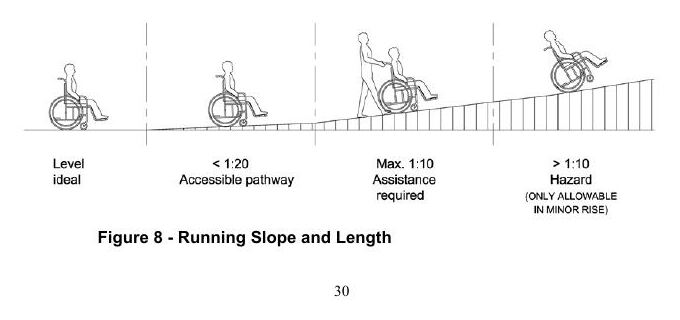 Level
ideal
< 1:20
Accessible pathway
Max. 1:10
Assistance
required
> 1:10
Hazard
(ONLY ALLOWABLE
IN MINOR RISE)
Figure 8 - Running Slope and Length
30